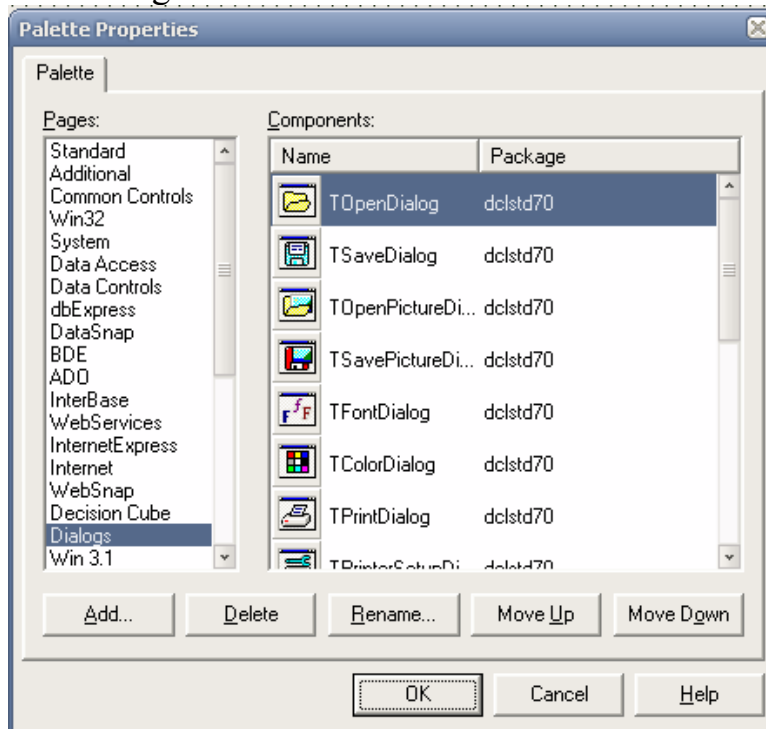 Palette Properties
Palette
Pages:
Components:
Standard
Additional
Common Controls
Win32
System
Data Access
Data Controls
dbExpress
DataSnap
BDE
ADO
InterBase
WebServices
InternetExpress
Internet
WebSnap
Decision Cube
Dialogs
Win 3.1
Name Package
TOpenDialog dclstd70
TSaveDialog dclstd70
TOpenPictureDi... dclstd70
TSavePictureDi... dclstd70
TFontDialog dclstd70
TColorDialog dclstd70
TPrintDialog dclstd70
TPrinterSetupDi... dclstd70
Add... Delete Rename... Move Up Move Down
OK Cancel Help